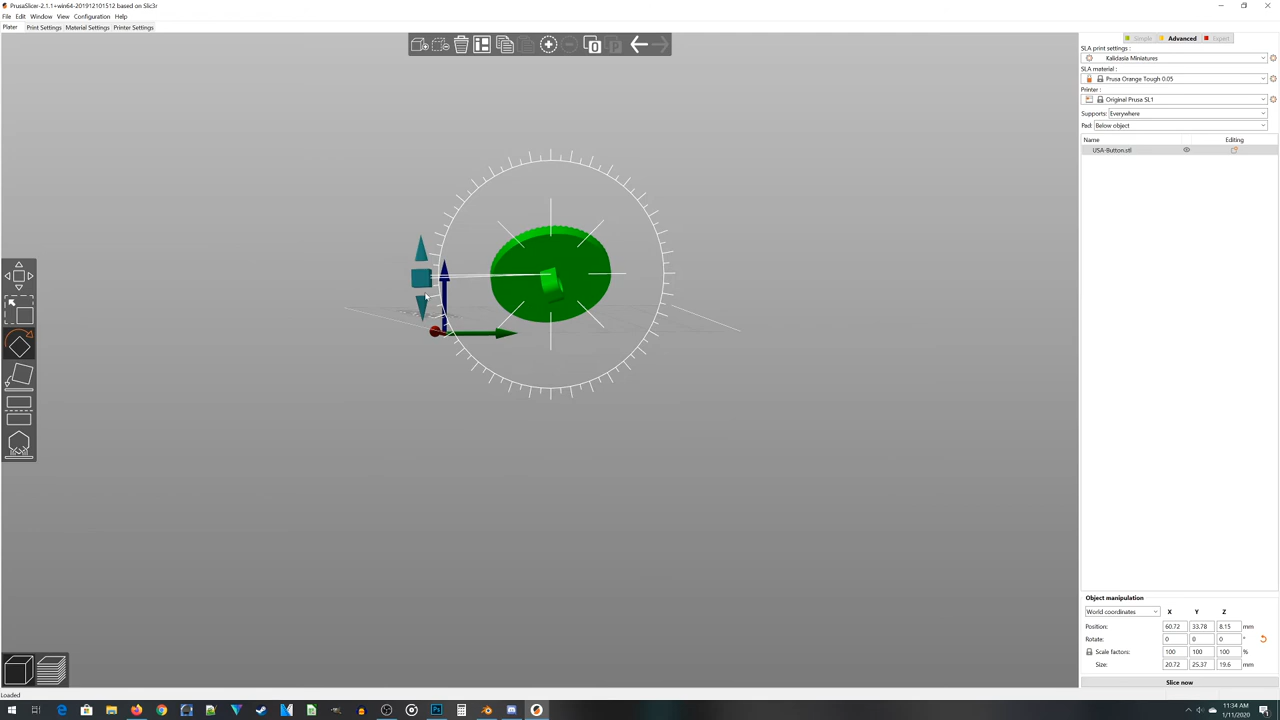 PrusaSlicer-2.1.1+win64-201912101512 based on Slic3r
File Edit Window View Configuration Help
Plater Print Settings Material Settings Printer Settings
Simple Advanced Expert
SLA print settings :
Kalidasia Miniatures
SLA material :
Prusa Orange Tough 0.05
Printer :
Original Prusa SL1
Supports: Everywhere
Pad: Below object
Name Editing
USA-Button.stl
Object manipulation
World coordinates X Y Z
Position: 60.72 33.78 8.15 mm
Rotate: 0 0 0 °
Scale factors: 100 100 100 %
Size: 20.72 25.37 19.6 mm
Slice now
Loaded
11:34 AM
1/11/2020